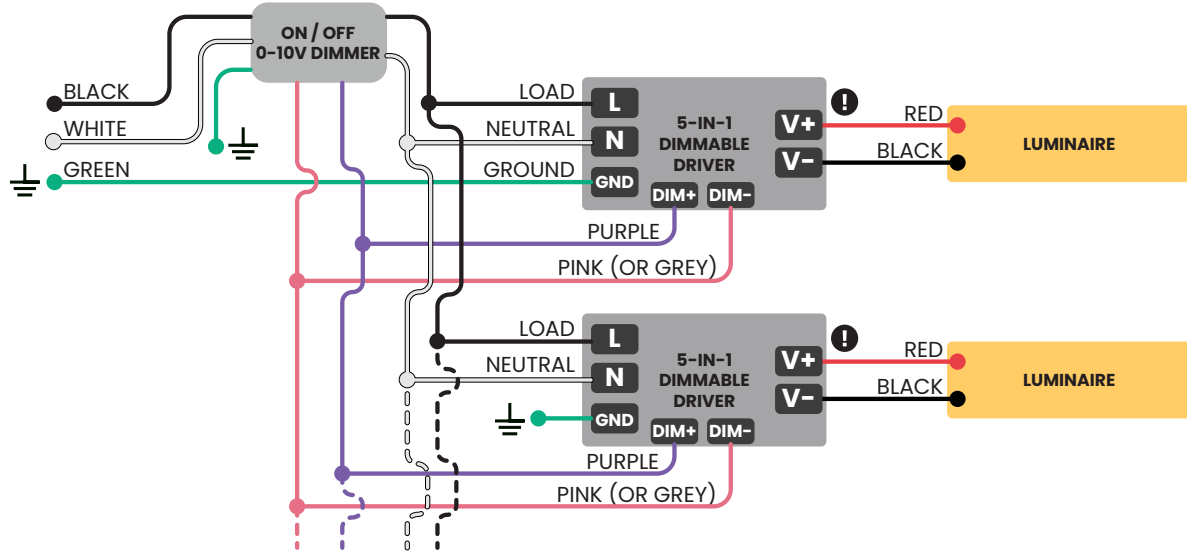 ON / OFF
0-10V DIMMER
BLACK
WHITE
GREEN
LOAD
NEUTRAL
GROUND
L
N
GND
5-IN-1
DIMMABLE
DRIVER
DIM+
DIM-
V+
V-
!
RED
BLACK
LUMINAIRE
PURPLE
PINK (OR GREY)
LOAD
NEUTRAL
L
N
GND
5-IN-1
DIMMABLE
DRIVER
DIM+
DIM-
V+
V-
!
RED
BLACK
LUMINAIRE
PURPLE
PINK (OR GREY)